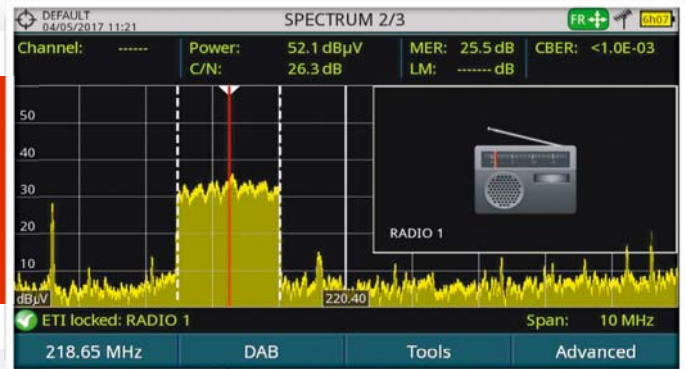 DEFAULT
04/05/2017 11:21
SPECTRUM 2/3
FR
6h07
Channel: ------
Power: 52.1 dBµV
MER: 25.5 dB
CBER: <1.0E-03
C/N: 26.3 dB
LM: ------- dB
50
40
30
20
10
dBµV
220.40
RADIO 1
ETI locked: RADIO 1
Span: 10 MHz
218.65 MHz
DAB
Tools
Advanced